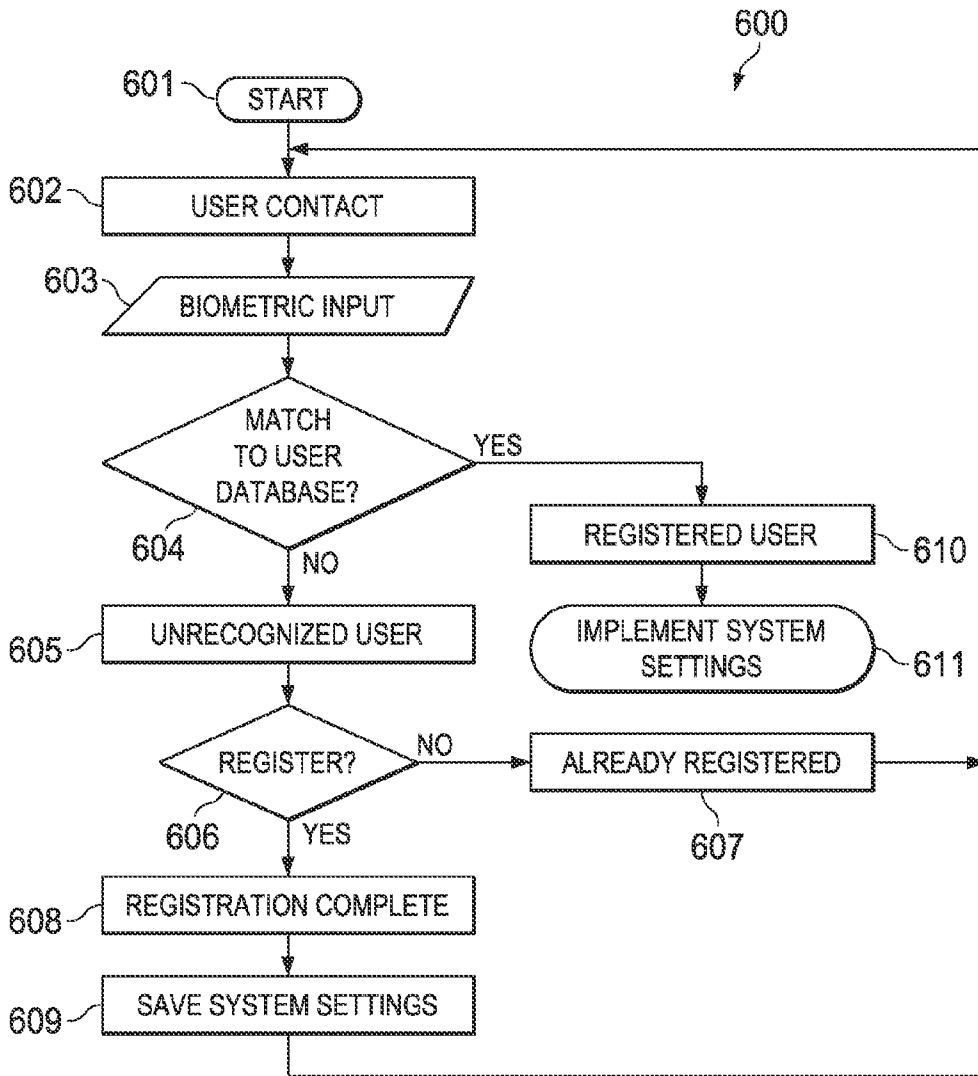 600
601
START
602
USER CONTACT
603
BIOMETRIC INPUT
MATCH
TO USER
DATABASE?
YES
604
NO
REGISTERED USER
610
605
UNRECOGNIZED USER
IMPLEMENT SYSTEM
SETTINGS
611
REGISTER?
NO
ALREADY REGISTERED
606
YES
607
608
REGISTRATION COMPLETE
609
SAVE SYSTEM SETTINGS